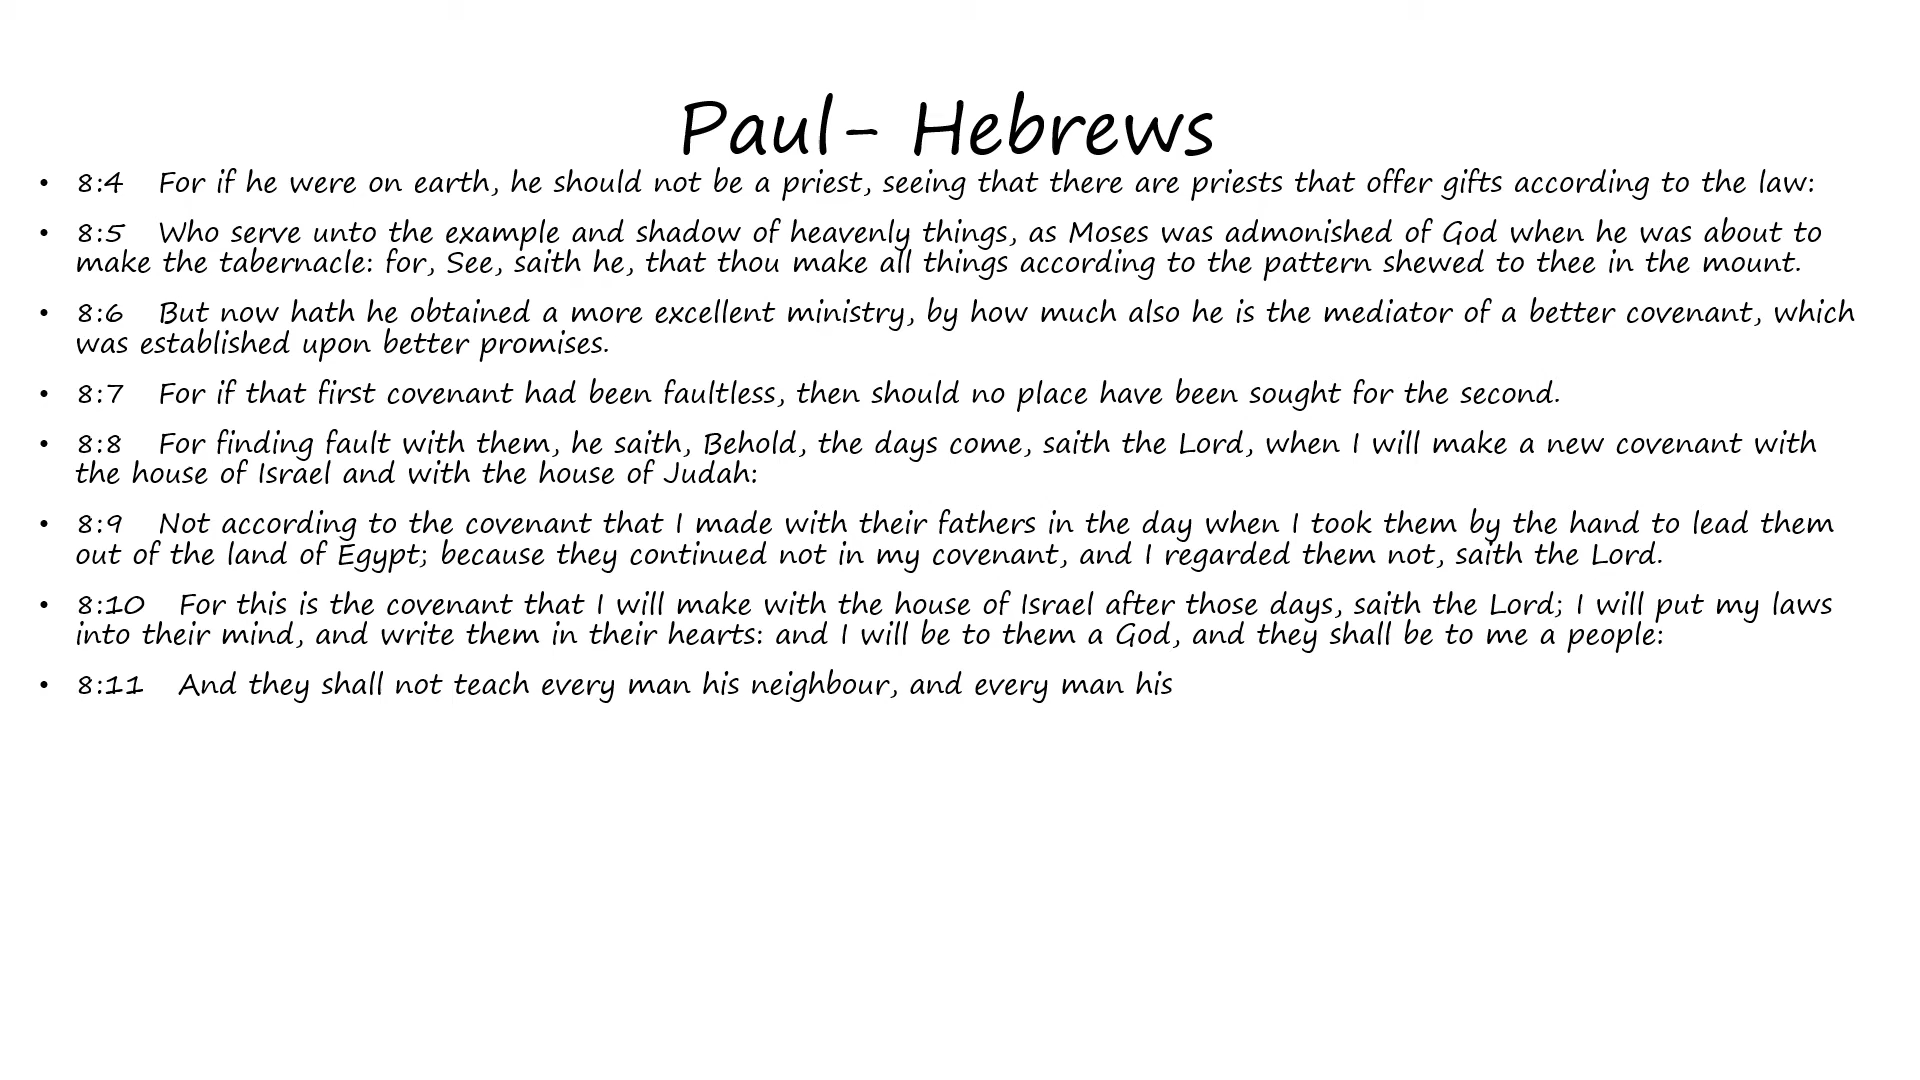 Paul- Hebrews
• 8:4 For if he were on earth, he should not be a priest, seeing that there are priests that offer gifts according to the law:
• 8:5 Who serve unto the example and shadow of heavenly things, as Moses was admonished of God when he was about to
make the tabernacle: for, See, saith he, that thou make all things according to the pattern shewed to thee in the mount.
• 8:6 But now hath he obtained a more excellent ministry, by how much also he is the mediator of a better covenant, which
was established upon better promises.
• 8:7 For if that first covenant had been faultless, then should no place have been sought for the second.
• 8:8 For finding fault with them, he saith, Behold, the days come, saith the Lord, when I will make a new covenant with
the house of Israel and with the house of Judah:
• 8:9 Not according to the covenant that I made with their fathers in the day when I took them by the hand to lead them
out of the land of Egypt; because they continued not in my covenant, and I regarded them not, saith the Lord.
• 8:10 For this is the covenant that I will make with the house of Israel after those days, saith the Lord; I will put my laws
into their mind, and write them in their hearts: and I will be to them a God, and they shall be to me a people:
• 8:11 And they shall not teach every man his neighbour, and every man his